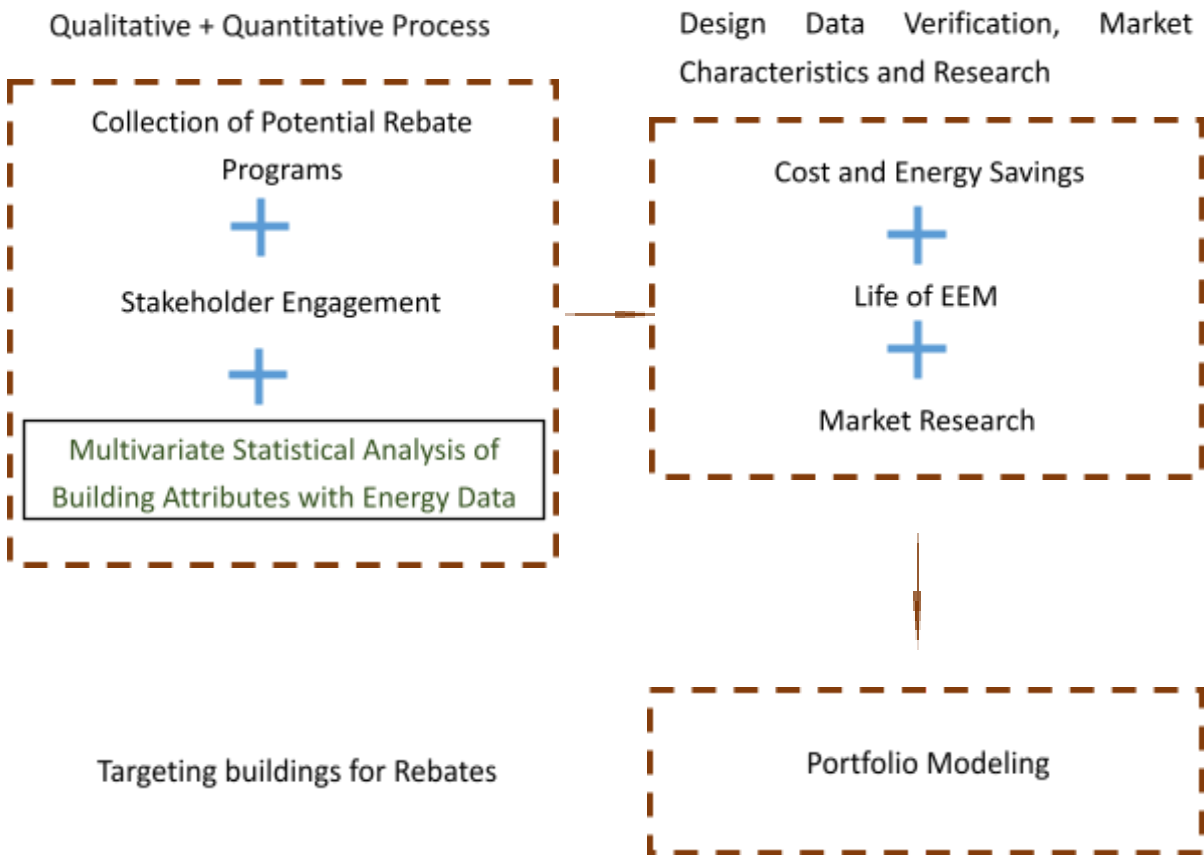 Qualitative + Quantitative Process
Collection of Potential Rebate
Programs
Stakeholder Engagement
Multivariate Statistical Analysis of
Building Attributes with Energy Data
Design Data Verification, Market
Characteristics and Research
Cost and Energy Savings
Life of EEM
Market Research
Targeting buildings for Rebates
Portfolio Modeling